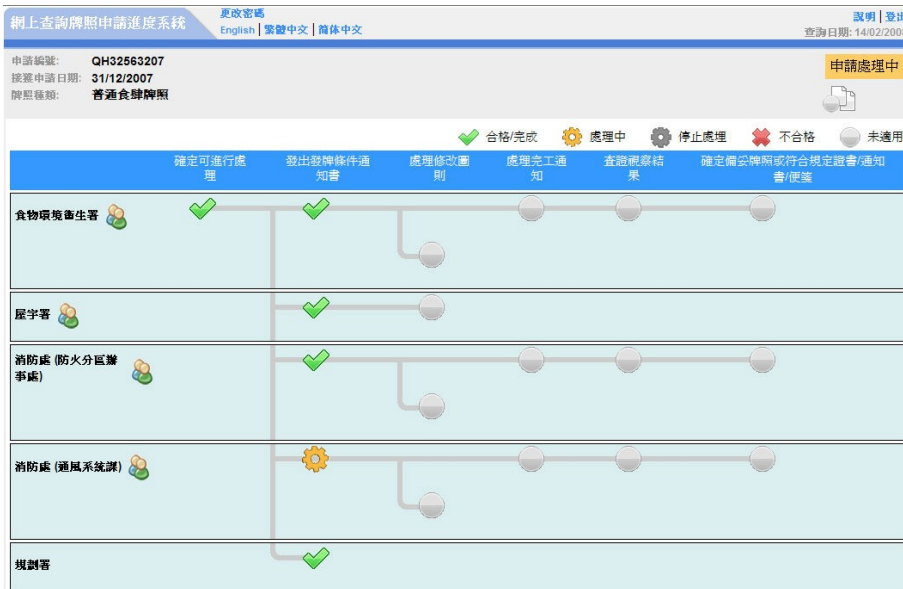 網上查詢牌照申請進度系統
更改密碼
English | 繁體中文 | 简体中文
說明 | 登出
查詢日期: 14/02/2008
申請編號: QH32563207
接獲申請日期: 31/12/2007
牌照種類: 普通食肆牌照
申請處理中
合格/完成 處理中 停止處理 不合格 未適用
確定可進行處理 發出發牌條件通知書 處理修改圖則 處理完工通知 查證視察結果 確定備妥牌照或符合規定證書/通知書/便箋
食物環境衞生署
屋宇署
消防處 (防火分區辦
事處)
消防處 (通風系統課)
規劃署